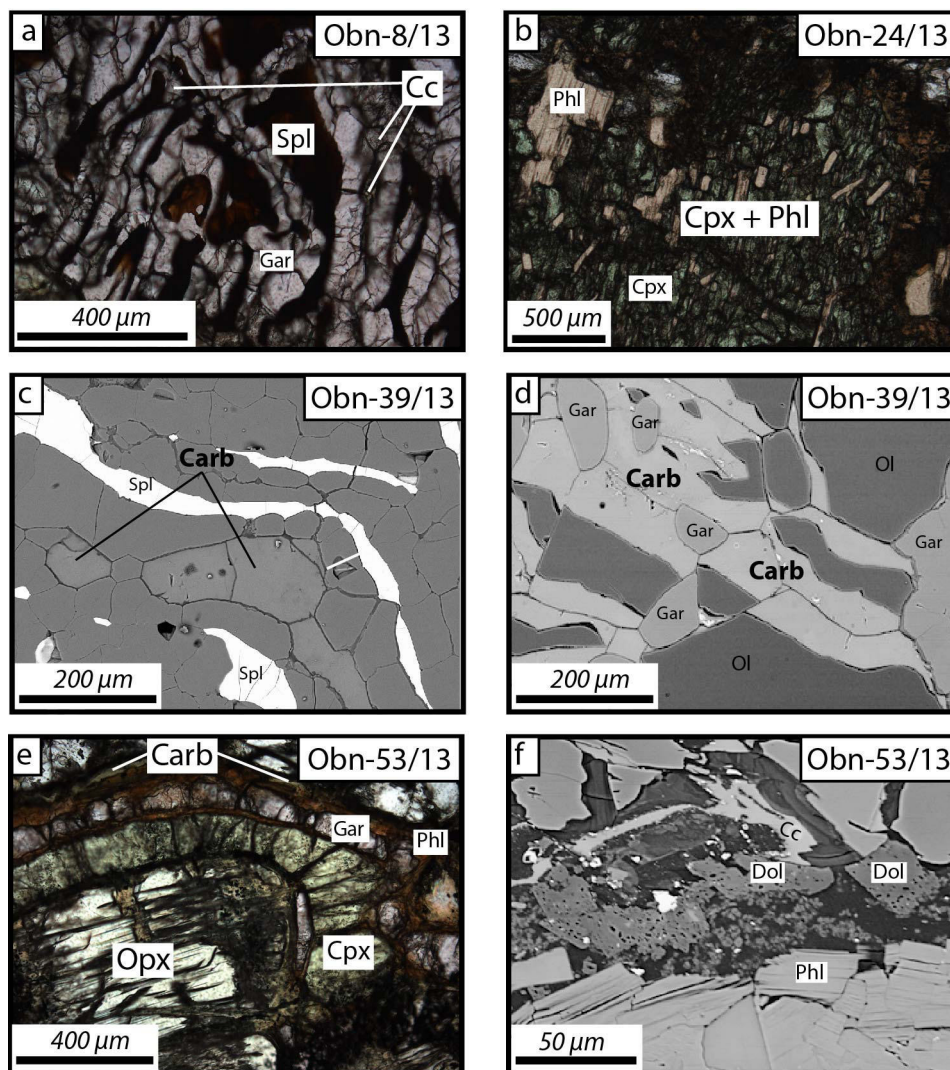 a
Obn-8/13
Cc
Spl
Gar
400 µm
b
Obn-24/13
Phl
Cpx + Phl
Cpx
500 µm
c
Obn-39/13
Carb
Spl
Spl
200 µm
d
Obn-39/13
Gar
Gar
Ol
Carb
Gar
Gar
Carb
Gar
Ol
200 µm
e
Carb
Obn-53/13
Gar
Phl
Opx
Cpx
400 µm
f
Obn-53/13
Cc
Dol
Dol
Phl
50 µm